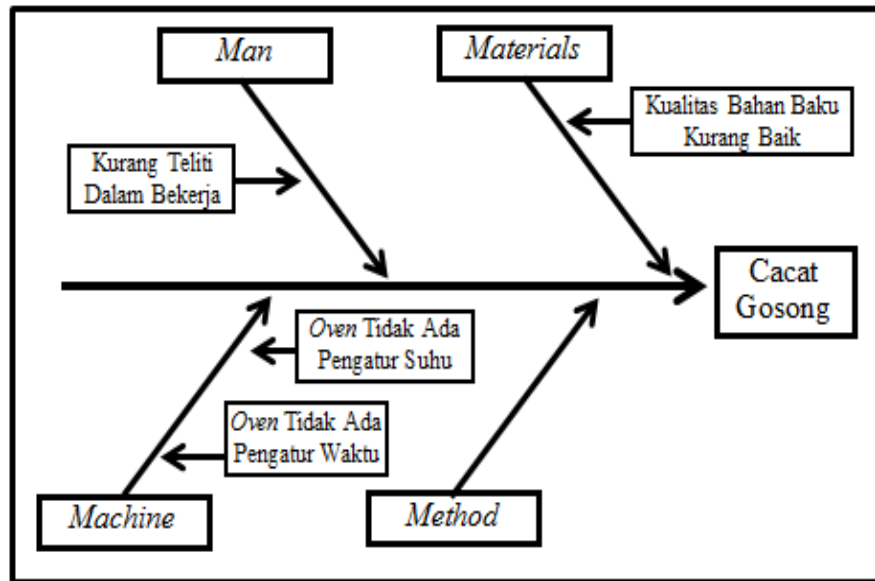 Man
Materials
Kualitas Bahan Baku
Kurang Baik
Kurang Teliti
Dalam Bekerja
Cacat
Gosong
Oven Tidak Ada
Pengatur Suhu
Oven Tidak Ada
Pengatur Waktu
Machine
Method